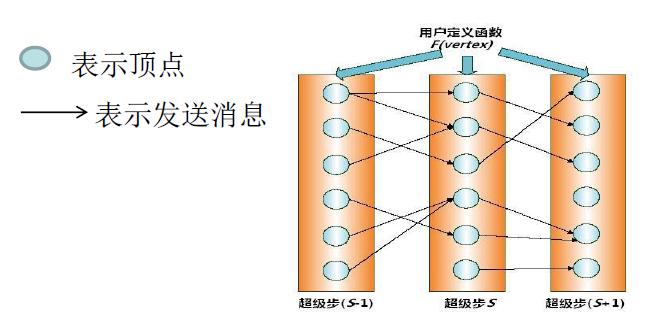 表示顶点
表示发送消息
用户定义函数
F(vertex)
超级步(S-1)
超级步S
超级步(S+1)